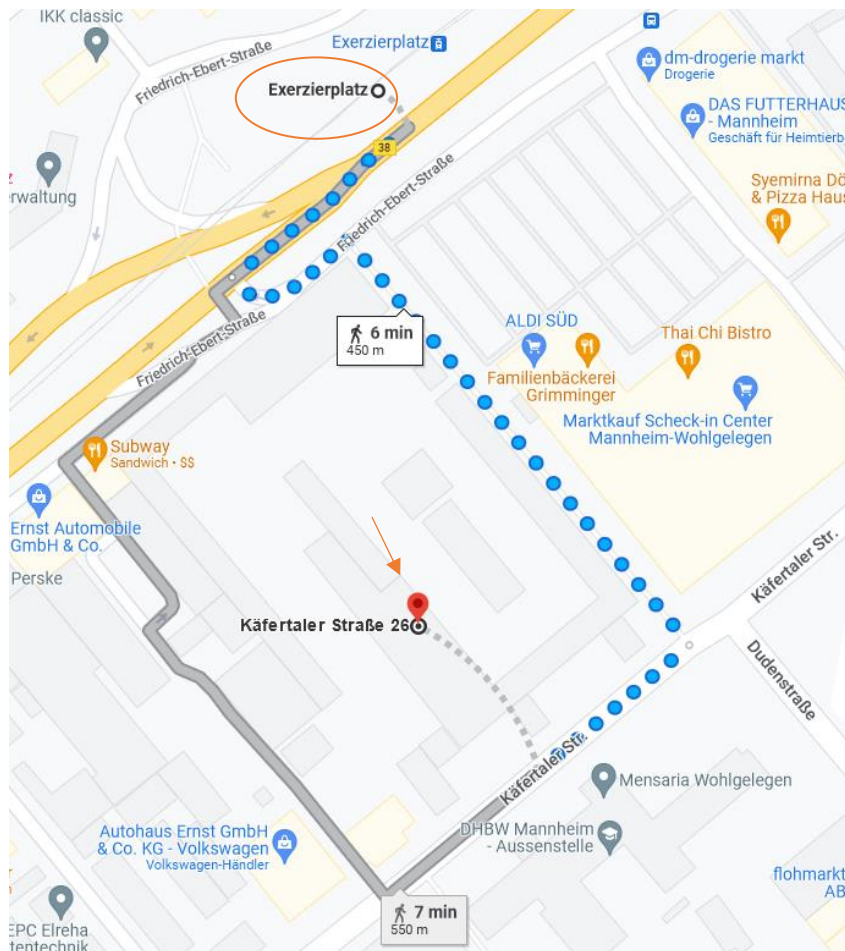 IKK classic
Friedrich-Ebert-Straße
Exerzierplatz
Exerzierplatz
dm-drogerie markt
Drogerie
DAS FUTTERHAUS
- Mannheim
Geschäft für Heimtierb
38
erwaltung
Syemirna Dö
& Pizza Haus
Friedrich-Ebert-Straße
6 min
450 m
ALDI SÜD
Thai Chi Bistro
Familienbäckerei
Grimminger
Friedrich-Ebert-Straße
Marktkauf Scheck-in Center
Mannheim-Wohlgelegen
Subway
Sandwich • $$
Ernst Automobile
GmbH & Co.
Perske
Käfertaler Str.
Käfertaler Straße 26
Dudenstraße
Käfertaler Str.
Mensaria Wohlgelegen
DHBW Mannheim
- Aussenstelle
Autohaus Ernst GmbH
& Co. KG - Volkswagen
Volkswagen-Händler
flohmarkt
AB
7 min
550 m
EPC Elreha
tentechnik